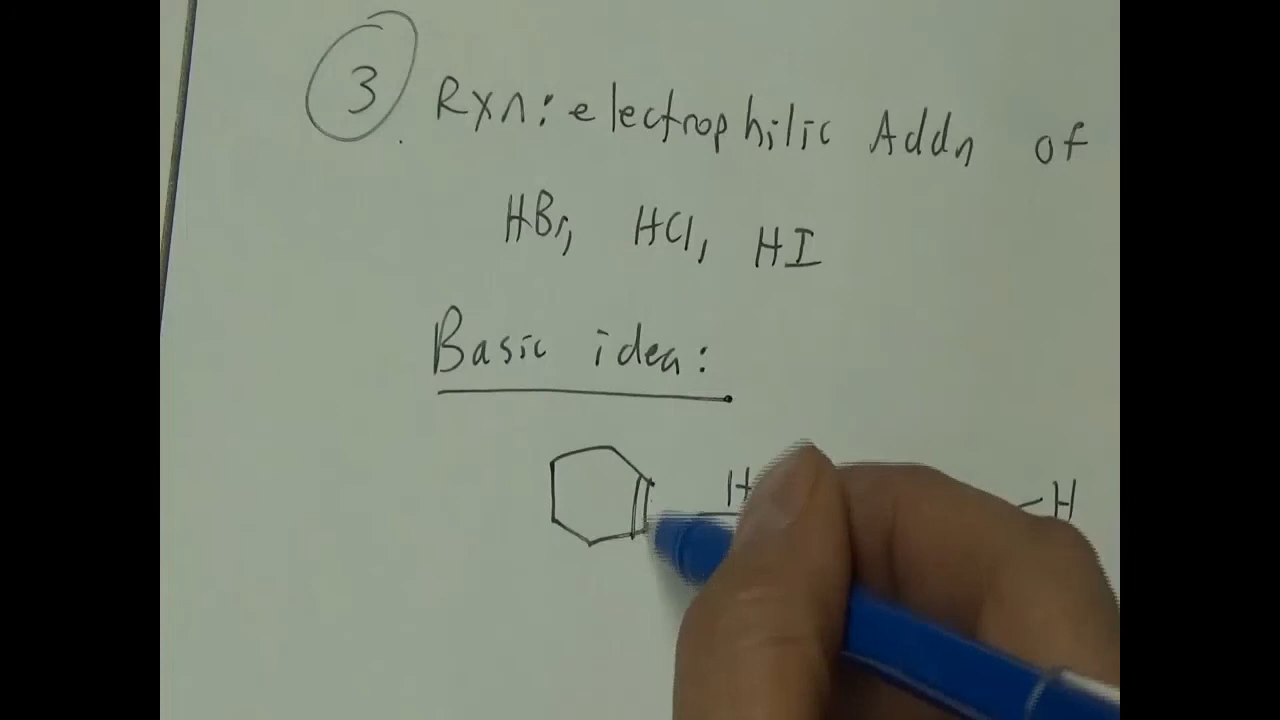 3 Rxn: electrophilic Addn of
HBr, HCl, HI
Basic idea:
H H